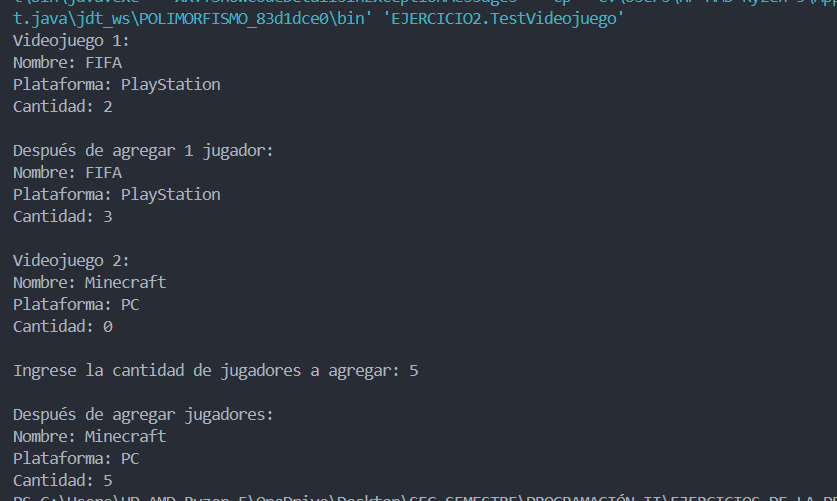 t.java\jdt_ws\POLIMORFISMO_83d1dce0\bin' 'EJERCICIO2.TestVideojuego'
Videojuego 1:
Nombre: FIFA
Plataforma: PlayStation
Cantidad: 2
Después de agregar 1 jugador:
Nombre: FIFA
Plataforma: PlayStation
Cantidad: 3
Videojuego 2:
Nombre: Minecraft
Plataforma: PC
Cantidad: 0
Ingrese la cantidad de jugadores a agregar: 5
Después de agregar jugadores:
Nombre: Minecraft
Plataforma: PC
Cantidad: 5